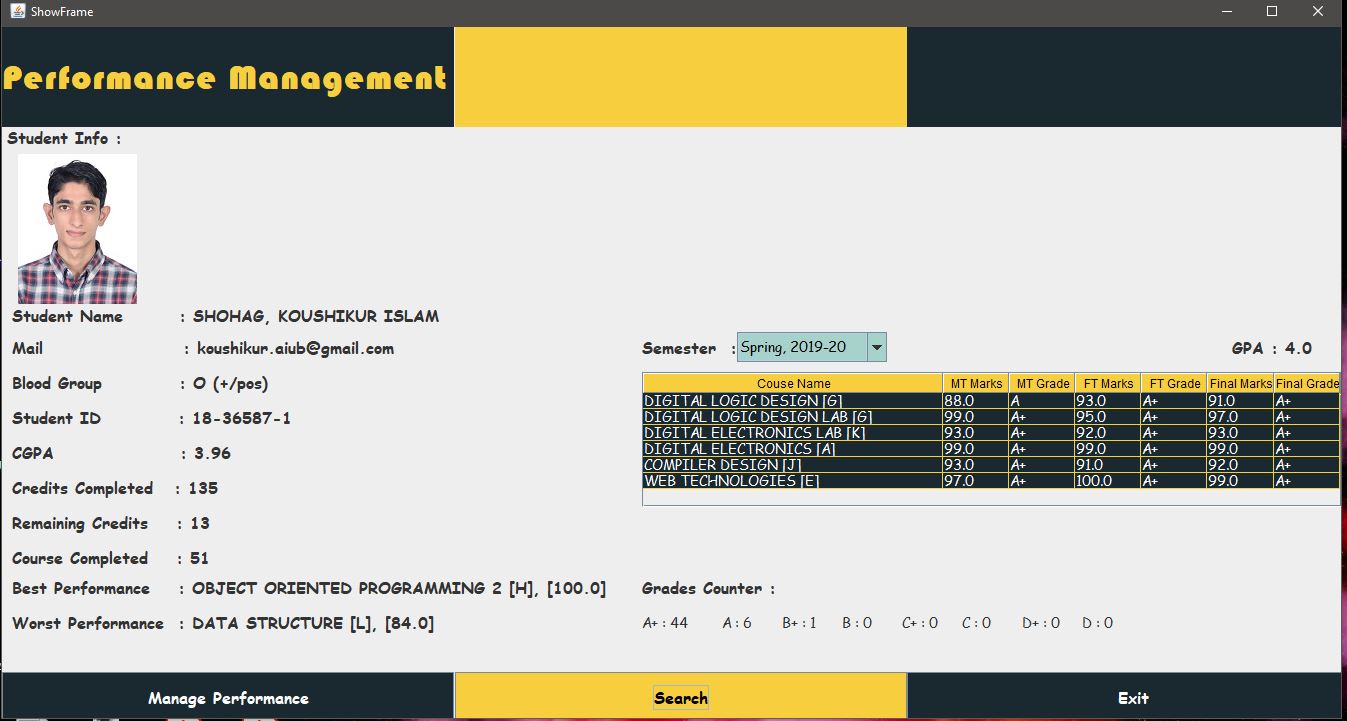 ShowFrame
Performance Management
Student Info :
Student Name : SHOHAG, KOUSHIKUR ISLAM
Mail : koushikur.aiub@gmail.com
Blood Group : O (+/pos)
Student ID : 18-36587-1
CGPA : 3.96
Credits Completed : 135
Remaining Credits : 13
Course Completed : 51
Best Performance : OBJECT ORIENTED PROGRAMMING 2 [H], [100.0]
Worst Performance : DATA STRUCTURE [L], [84.0]
Semester : Spring, 2019-20 GPA : 4.0
Couse Name MT Marks MT Grade FT Marks FT Grade Final Marks Final Grade
DIGITAL LOGIC DESIGN [G] 88.0 A 93.0 A+ 91.0 A+
DIGITAL LOGIC DESIGN LAB [G] 99.0 A+ 95.0 A+ 97.0 A+
DIGITAL ELECTRONICS LAB [K] 93.0 A+ 92.0 A+ 93.0 A+
DIGITAL ELECTRONICS [A] 99.0 A+ 99.0 A+ 99.0 A+
COMPILER DESIGN [J] 93.0 A+ 91.0 A+ 92.0 A+
WEB TECHNOLOGIES [E] 97.0 A+ 100.0 A+ 99.0 A+
Grades Counter :
A+ : 44 A : 6 B+ : 1 B : 0 C+ : 0 C : 0 D+ : 0 D : 0
Manage Performance Search Exit